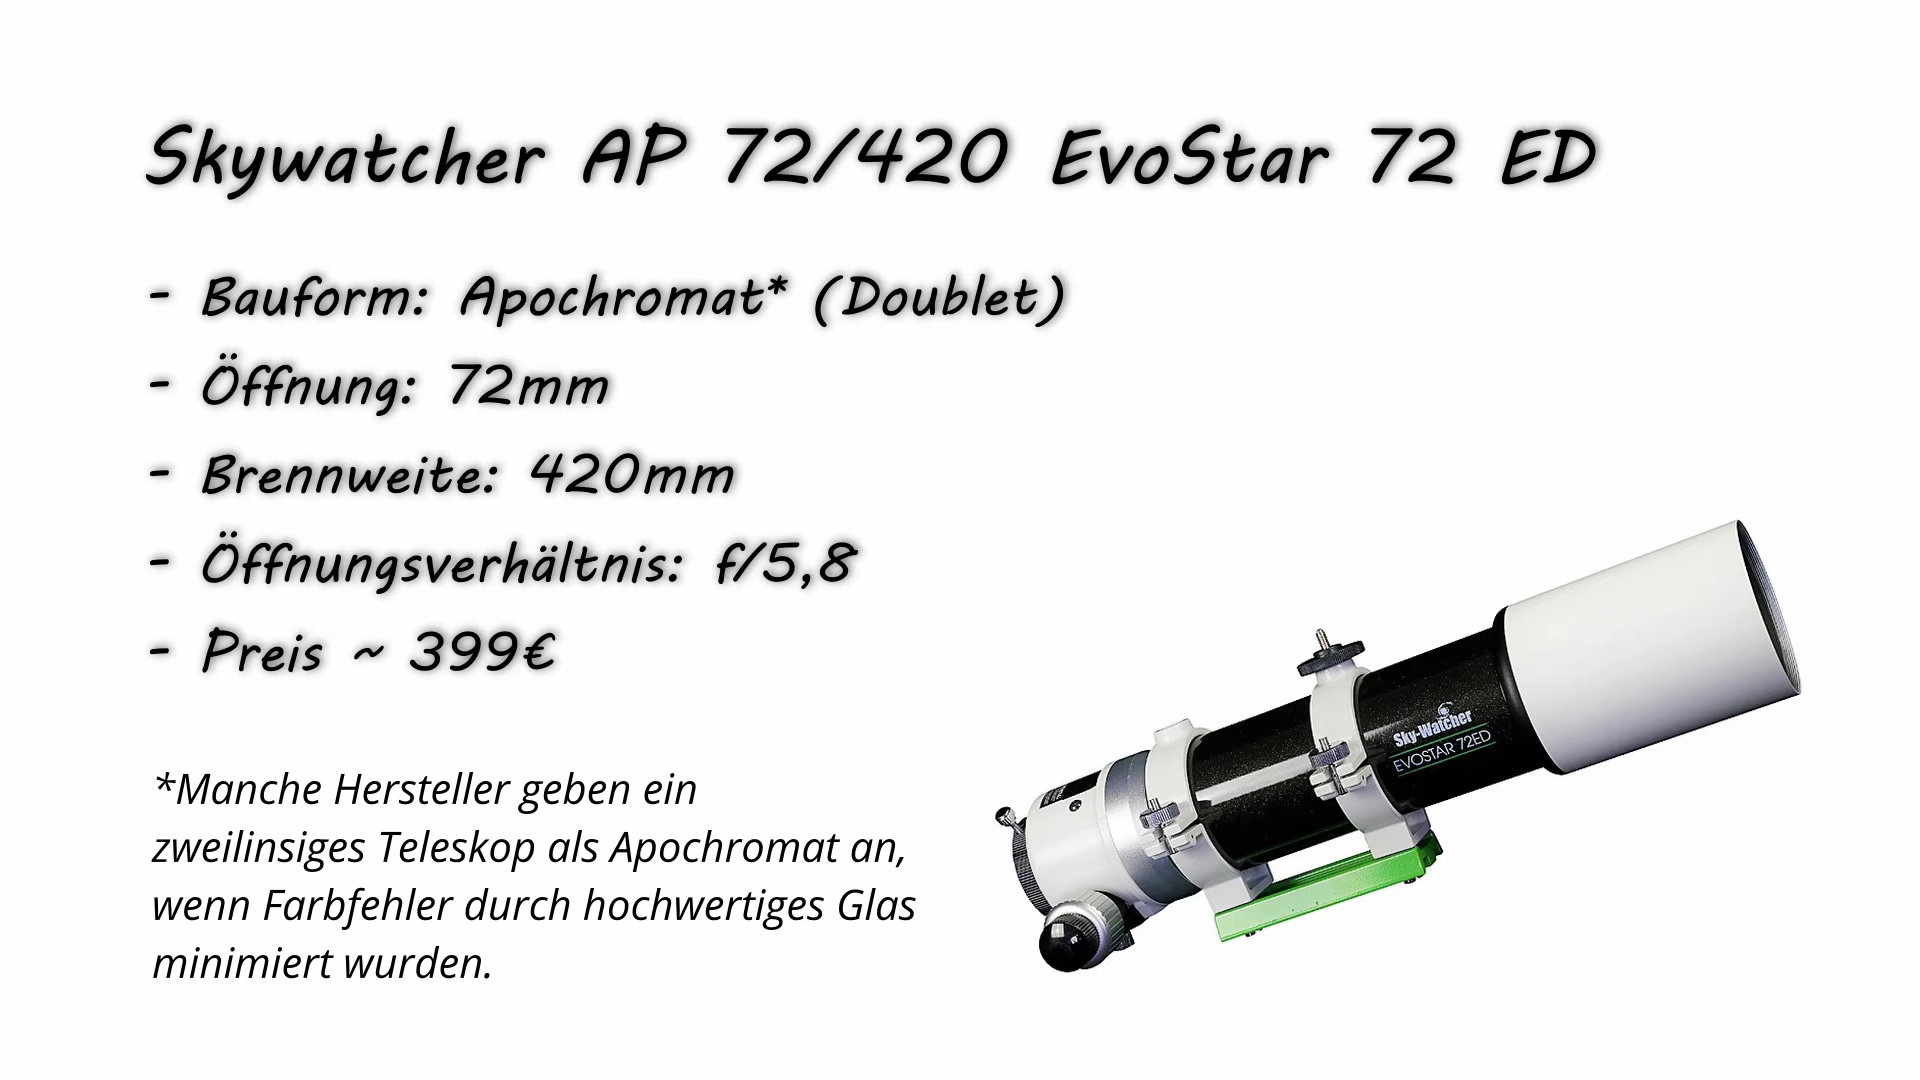 Skywatcher AP 72/420 EvoStar 72 ED
- Bauform: Apochromat* (Doublet)
- Öffnung: 72mm
- Brennweite: 420mm
- Öffnungsverhältnis: f/5,8
- Preis ~ 399€
Sky-Watcher
EVOSTAR 72ED
*Manche Hersteller geben ein
zweilinsiges Teleskop als Apochromat an,
wenn Farbfehler durch hochwertiges Glas
minimiert wurden.